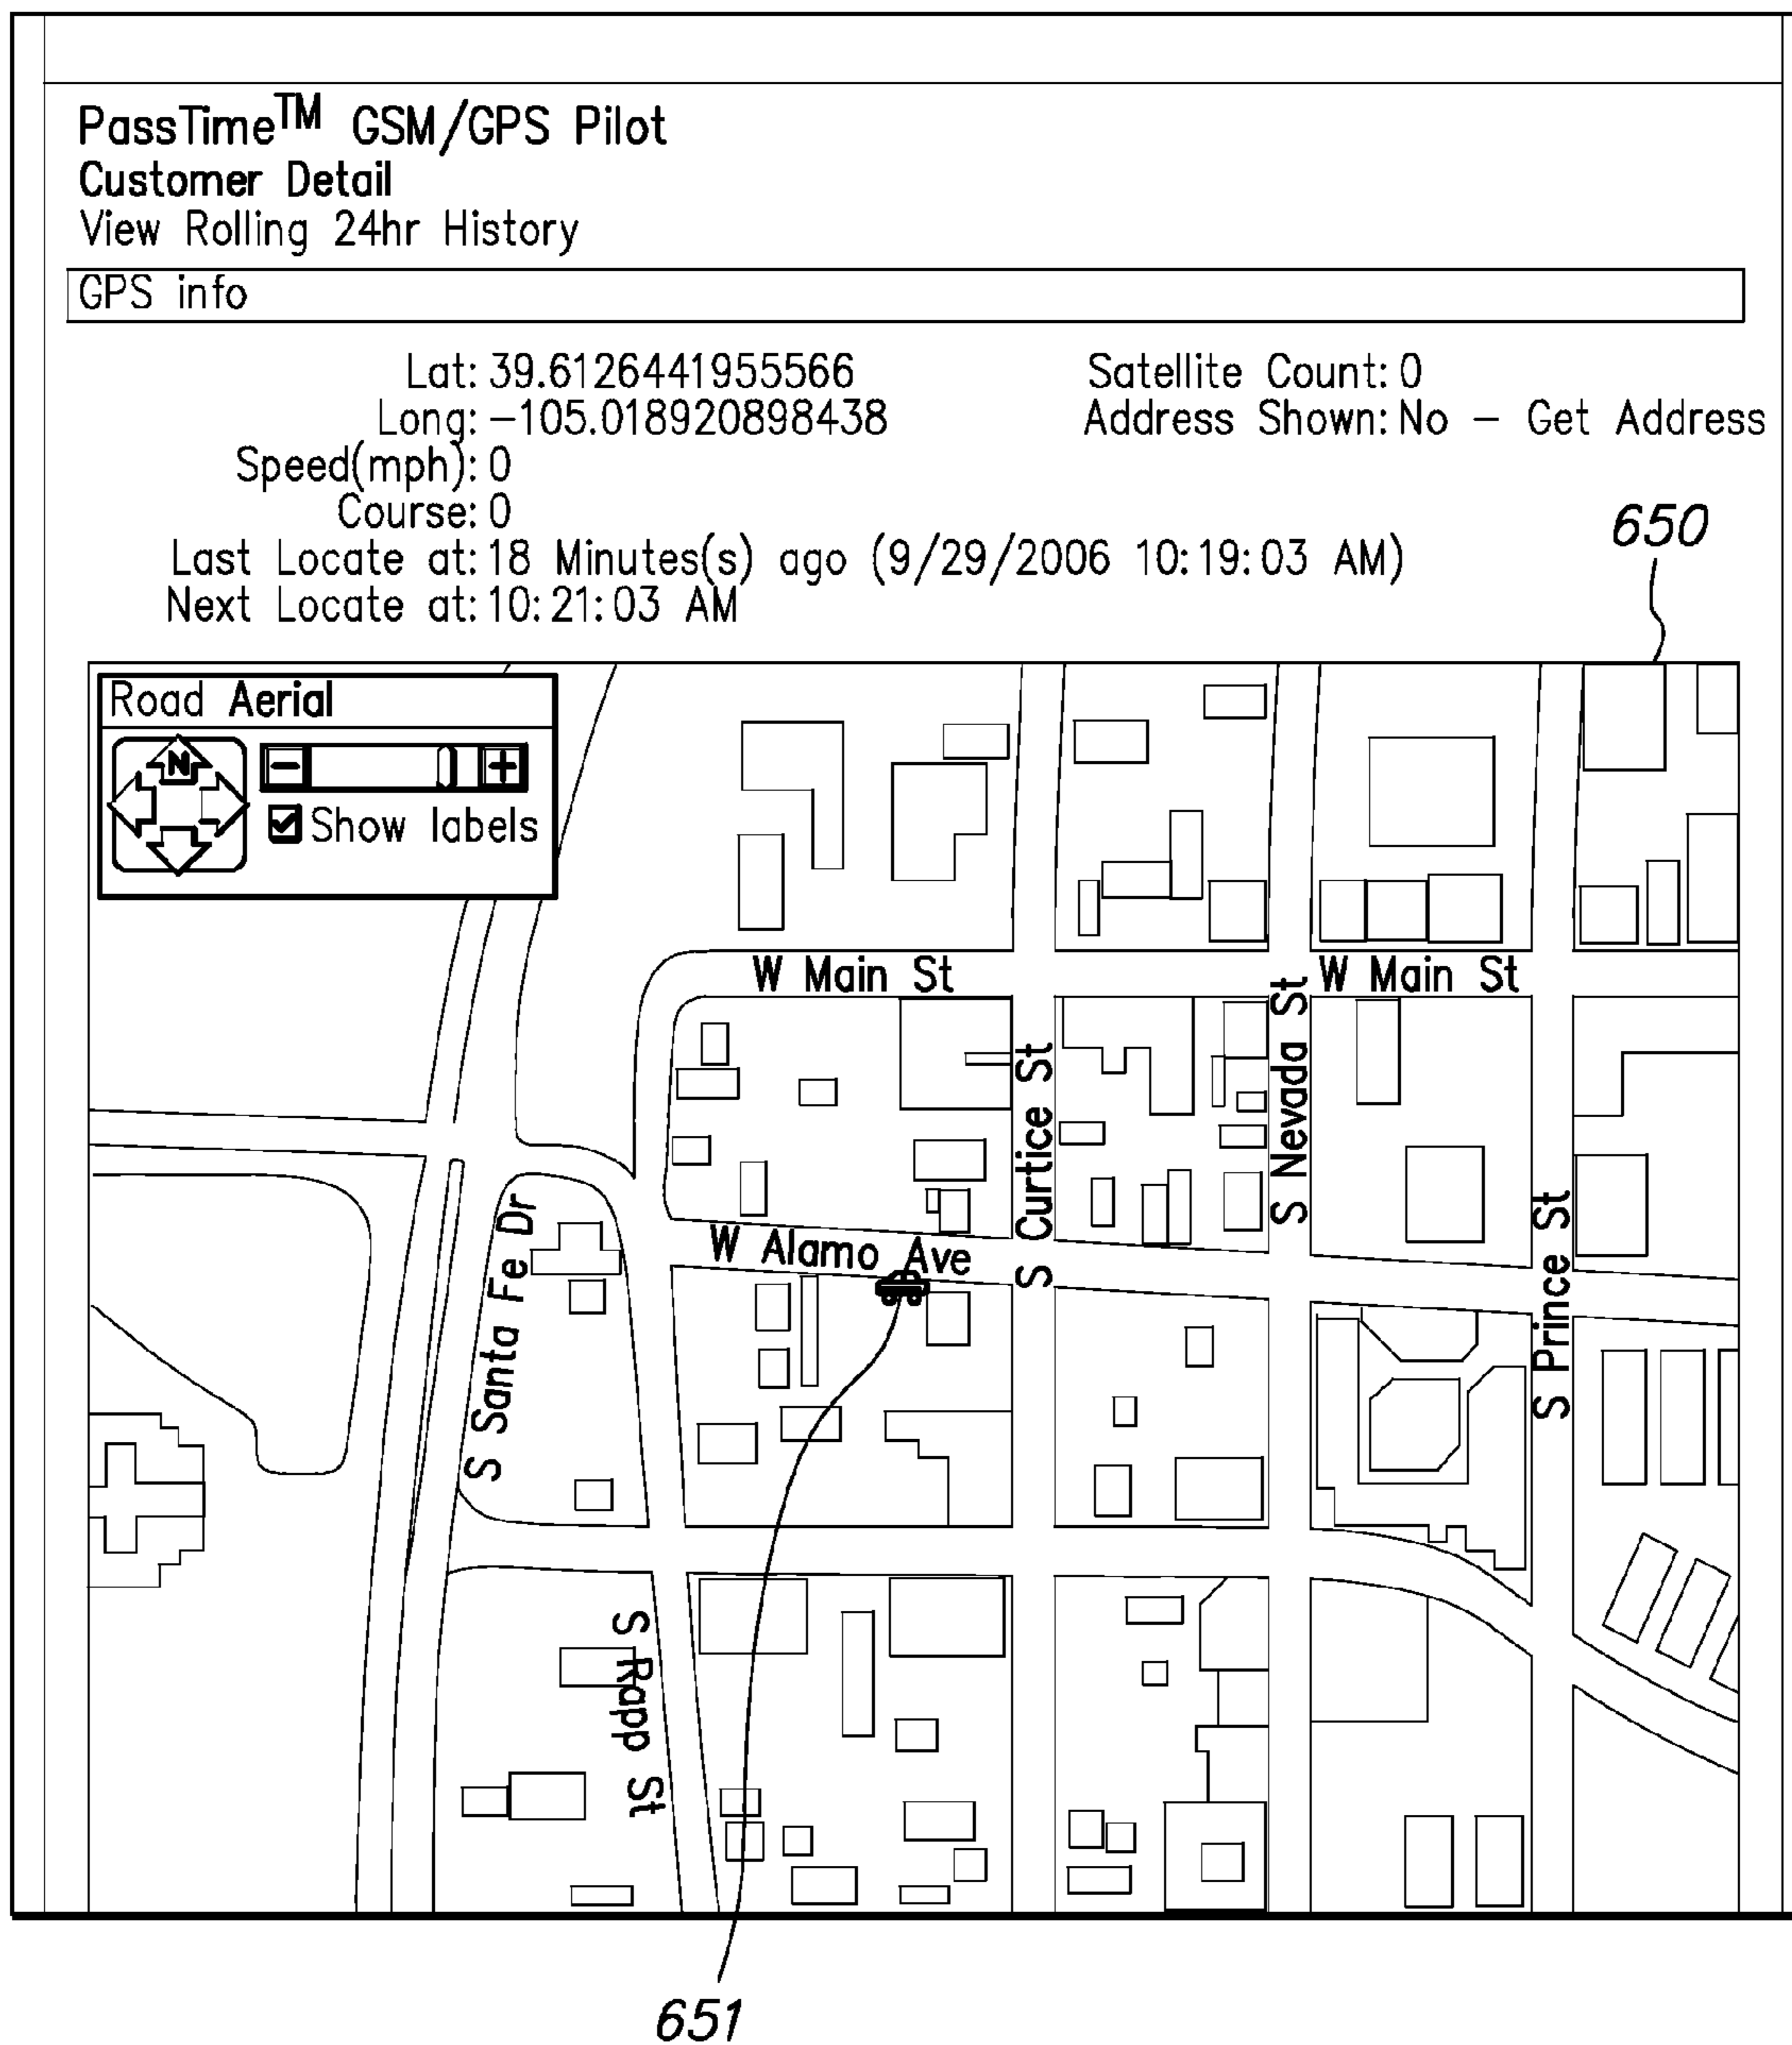 PassTime™ GSM/GPS Pilot
Customer Detail
View Rolling 24hr History
GPS info
Lat: 39.6126441955566
Satellite Count: 0
Long: -105.018920898438
Address Shown: No - Get Address
Speed(mph): 0
Course: 0
Last Locate at: 18 Minutes(s) ago (9/29/2006 10:19:03 AM)
Next Locate at: 10:21:03 AM
650
Road Aerial
N
- +
Show labels
W Main St
W Main St
S Curtice St
S Nevada St
S Prince St
S Santa Fe Dr
W Alamo Ave
S Rapp St
651